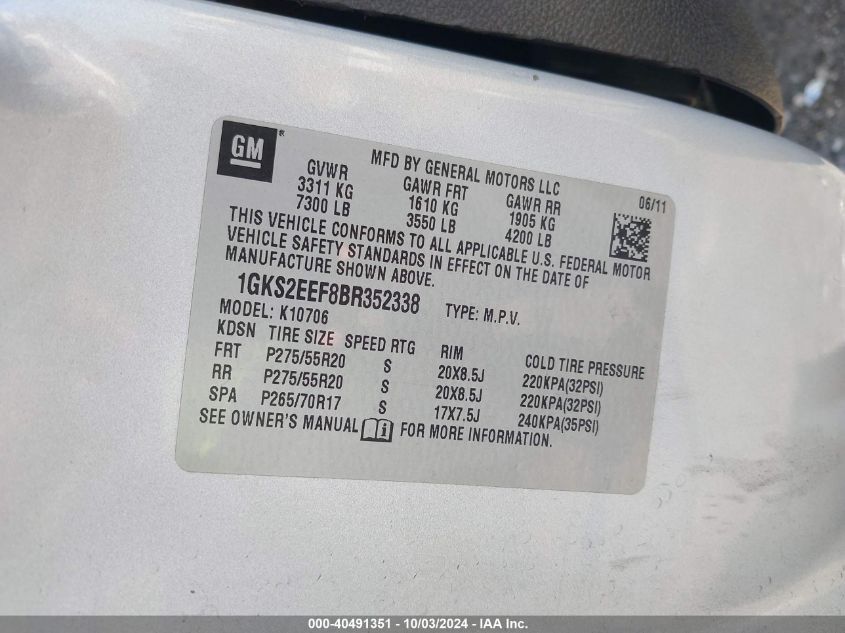 GM®
MFD BY GENERAL MOTORS LLC
06/11
GVWR GAWR FRT GAWR RR
3311 KG 1610 KG 1905 KG
7300 LB 3550 LB 4200 LB
THIS VEHICLE CONFORMS TO ALL APPLICABLE U.S. FEDERAL MOTOR
VEHICLE SAFETY STANDARDS IN EFFECT ON THE DATE OF
MANUFACTURE SHOWN ABOVE.
1GKS2EEF8BR352338 TYPE: M.P.V.
MODEL: K10706
KDSN TIRE SIZE SPEED RTG RIM COLD TIRE PRESSURE
FRT P275/55R20 S 20X8.5J 220KPA(32PSI)
RR P275/55R20 S 20X8.5J 220KPA(32PSI)
SPA P265/70R17 S 17X7.5J 240KPA(35PSI)
SEE OWNER'S MANUAL i FOR MORE INFORMATION.
000-40491351 - 10/03/2024 - IAA Inc.